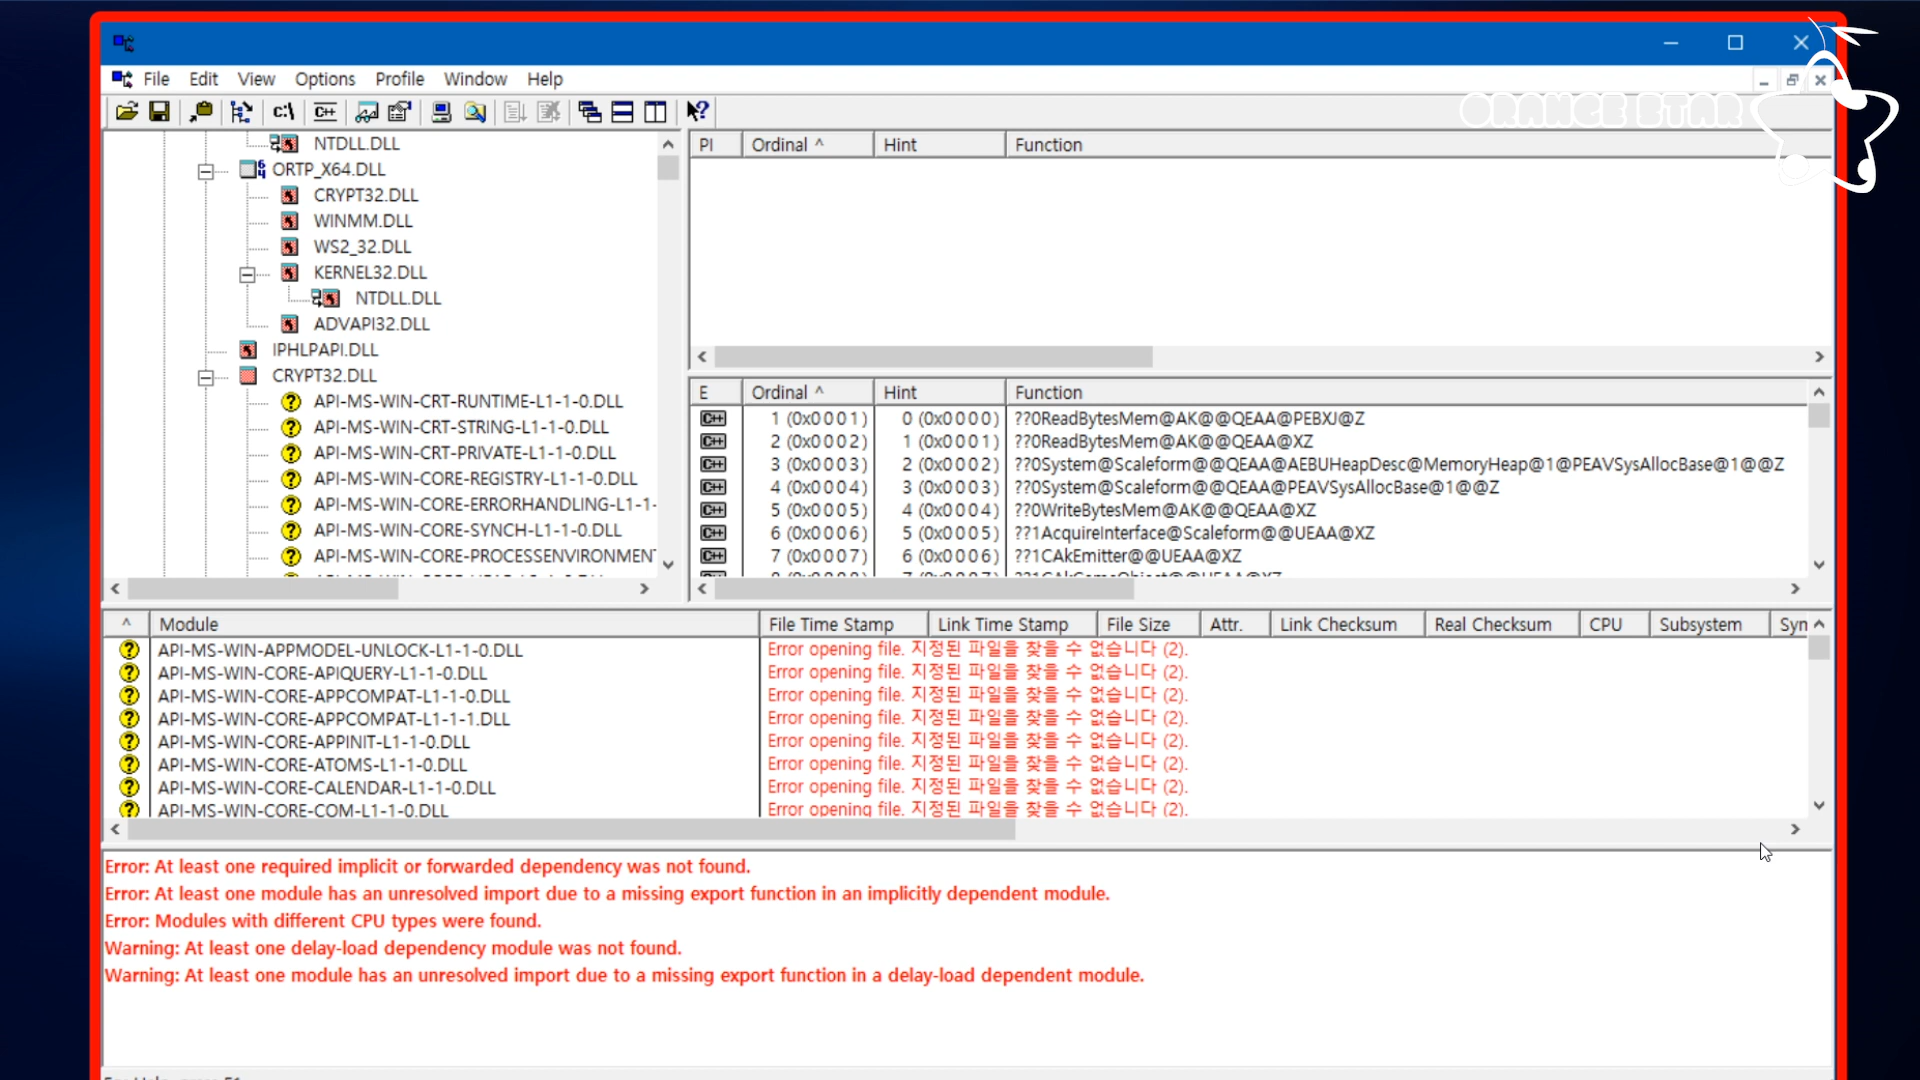 File Edit View Options Profile Window Help
C:\ C++
ORANGE STAR
NTDLL.DLL
ORTP_X64.DLL
CRYPT32.DLL
WINMM.DLL
WS2_32.DLL
KERNEL32.DLL
NTDLL.DLL
ADVAPI32.DLL
IPHLPAPI.DLL
CRYPT32.DLL
API-MS-WIN-CRT-RUNTIME-L1-1-0.DLL
API-MS-WIN-CRT-STRING-L1-1-0.DLL
API-MS-WIN-CRT-PRIVATE-L1-1-0.DLL
API-MS-WIN-CORE-REGISTRY-L1-1-0.DLL
API-MS-WIN-CORE-ERRORHANDLING-L1-1-
API-MS-WIN-CORE-SYNCH-L1-1-0.DLL
API-MS-WIN-CORE-PROCESSENVIRONMEN
PI Ordinal ^ Hint Function
E Ordinal ^ Hint Function
C++ 1 (0x0001) 0 (0x0000) ??0ReadBytesMem@AK@@QEAA@PEBXJ@Z
C++ 2 (0x0002) 1 (0x0001) ??0ReadBytesMem@AK@@QEAA@XZ
C++ 3 (0x0003) 2 (0x0002) ??0System@Scaleform@@QEAA@AEBUHeapDesc@MemoryHeap@1@PEAVSysAllocBase@1@@Z
C++ 4 (0x0004) 3 (0x0003) ??0System@Scaleform@@QEAA@PEAVSysAllocBase@1@@Z
C++ 5 (0x0005) 4 (0x0004) ??0WriteBytesMem@AK@@QEAA@XZ
C++ 6 (0x0006) 5 (0x0005) ??1AcquireInterface@Scaleform@@UEAA@XZ
C++ 7 (0x0007) 6 (0x0006) ??1CAkEmitter@@UEAA@XZ
^ Module File Time Stamp Link Time Stamp File Size Attr. Link Checksum Real Checksum CPU Subsystem Syn
API-MS-WIN-APPMODEL-UNLOCK-L1-1-0.DLL Error opening file. 지정된 파일을 찾을 수 없습니다 (2).
API-MS-WIN-CORE-APIQUERY-L1-1-0.DLL Error opening file. 지정된 파일을 찾을 수 없습니다 (2).
API-MS-WIN-CORE-APPCOMPAT-L1-1-0.DLL Error opening file. 지정된 파일을 찾을 수 없습니다 (2).
API-MS-WIN-CORE-APPCOMPAT-L1-1-1.DLL Error opening file. 지정된 파일을 찾을 수 없습니다 (2).
API-MS-WIN-CORE-APPINIT-L1-1-0.DLL Error opening file. 지정된 파일을 찾을 수 없습니다 (2).
API-MS-WIN-CORE-ATOMS-L1-1-0.DLL Error opening file. 지정된 파일을 찾을 수 없습니다 (2).
API-MS-WIN-CORE-CALENDAR-L1-1-0.DLL Error opening file. 지정된 파일을 찾을 수 없습니다 (2).
API-MS-WIN-CORE-COM-L1-1-0.DLL Error opening file. 지정된 파일을 찾을 수 없습니다 (2).
Error: At least one required implicit or forwarded dependency was not found.
Error: At least one module has an unresolved import due to a missing export function in an implicitly dependent module.
Error: Modules with different CPU types were found.
Warning: At least one delay-load dependency module was not found.
Warning: At least one module has an unresolved import due to a missing export function in a delay-load dependent module.